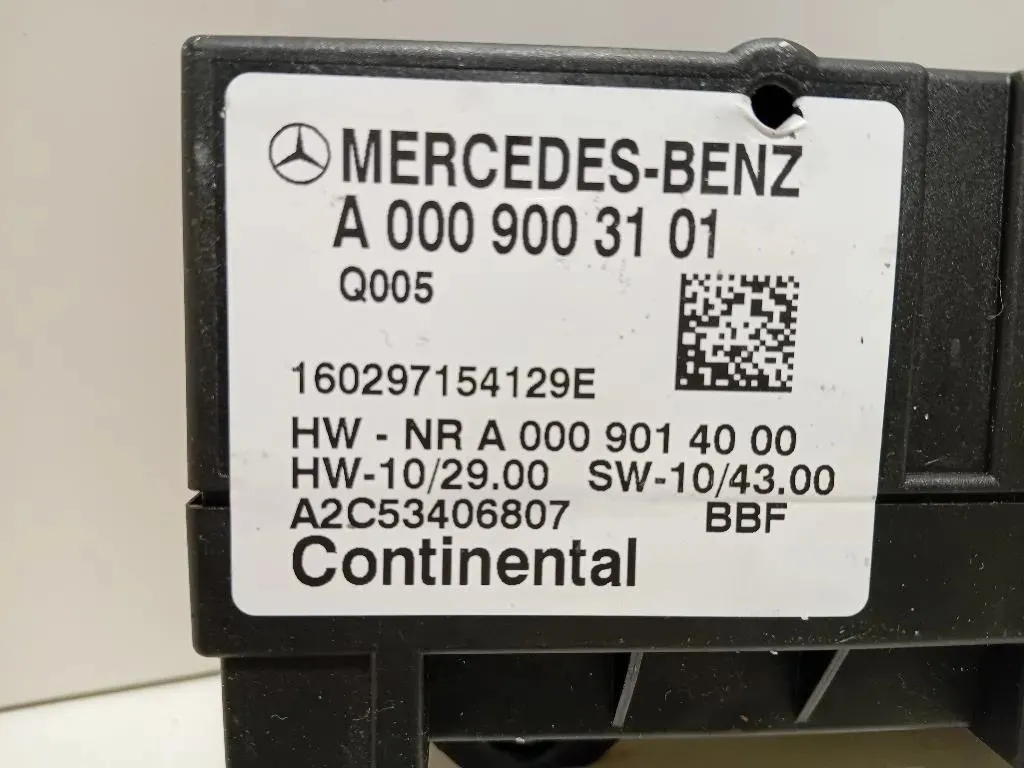 MERCEDES-BENZ
A 000 900 31 01
Q005
160297154129E
HW - NR A 000 901 40 00
HW-10/29.00 SW-10/43.00
A2C53406807 BBF
Continental